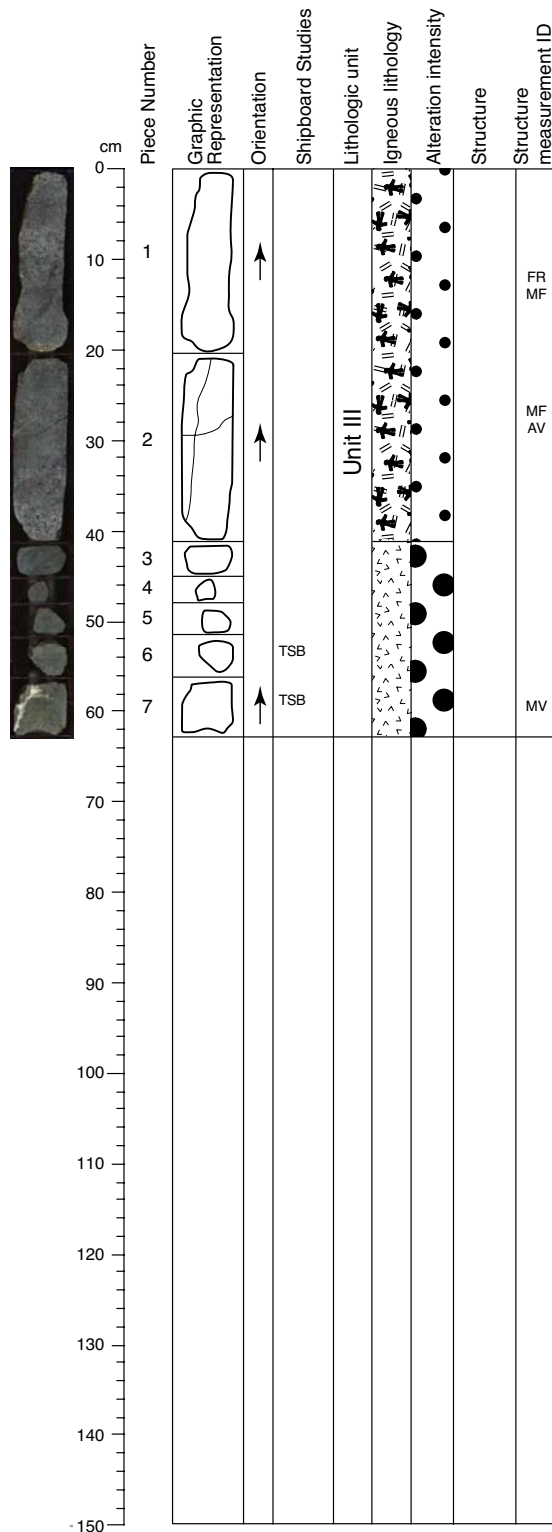 cm
Piece Number
Graphic
Representation
Orientation
Shipboard Studies
Lithologic unit
Igneous lithology
Alteration intensity
Structure
Structure
measurement ID
0
10
20
30
40
50
60
70
80
90
100
110
120
130
140
150
1
2
3
4
5
6
7
TSB
TSB
Unit III
FR
MF
MF
AV
MV